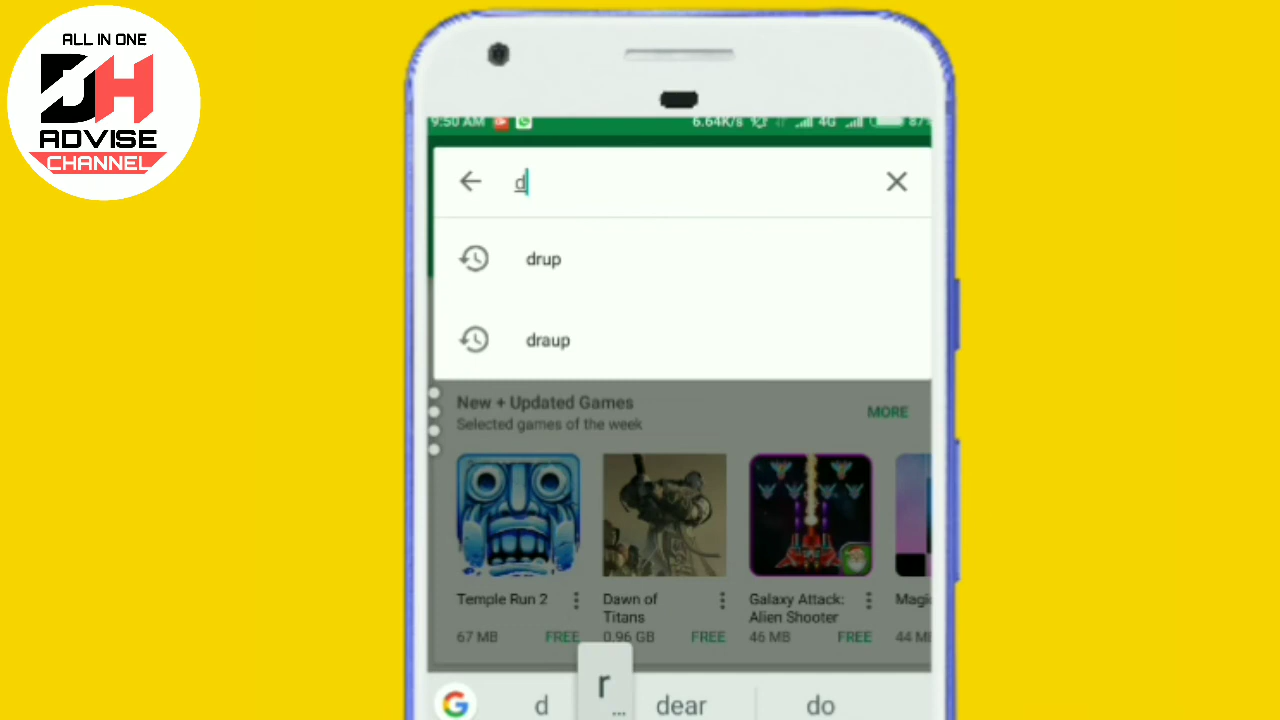 ALL IN ONE
DH
ADVISE
CHANNEL
9:50 AM 6.64K/s 4G 87
d
drup
draup
New + Updated Games
MORE
Selected games of the week
Temple Run 2
Dawn of
Titans
Galaxy Attack:
Alien Shooter
67 MB FREE
0.96 GB FREE
46 MB FREE
44
G d r ... dear do